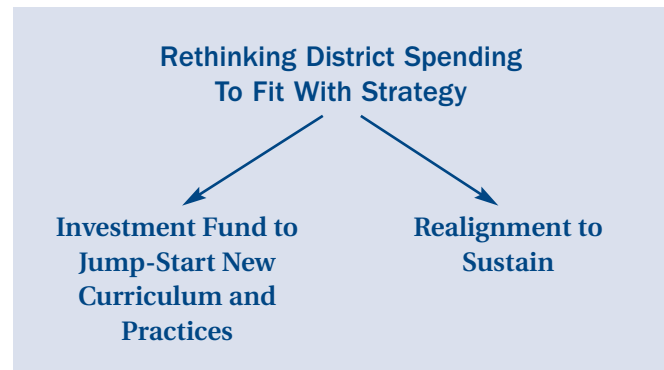 Rethinking District Spending
To Fit With Strategy
Investment Fund to
Jump-Start New
Curriculum and
Practices
Realignment to
Sustain